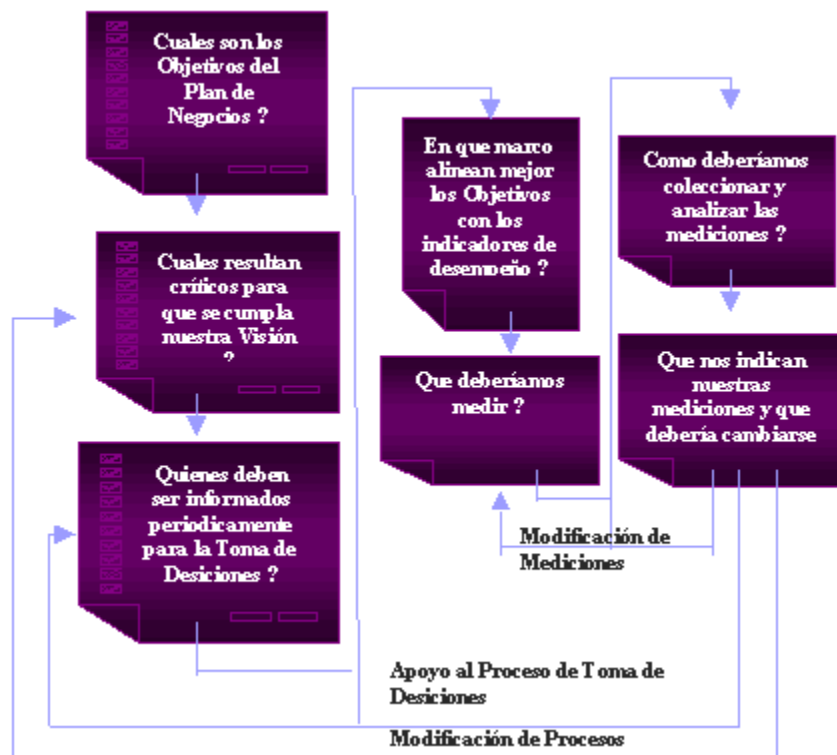 Cuales son los
Objetivos del
Plan de
Negocios ?
Cuales resultan
críticos para
que se cumpla
nuestra Visión
?
Quienes deben
ser informados
periodicamente
para la Toma de
Desiciones ?
En que marco
alinean mejor
los Objetivos
con los
indicadores de
desempeño ?
Que deberíamos
medir ?
Como deberíamos
coleccionar y
analizar las
mediciones ?
Que nos indican
nuestras
mediciones y que
debería cambiarse
Modificación de
Mediciones
Apoyo al Proceso de Toma de
Desiciones
Modificación de Procesos